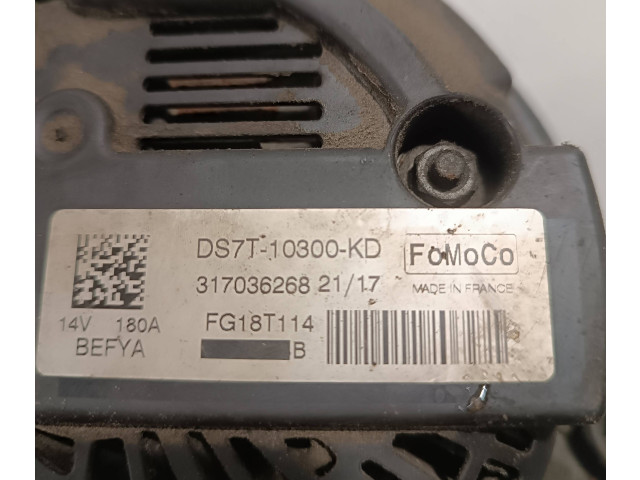 DS7T-10300-KD FoMoCo
317036268 21/17 MADE IN FRANCE
14V 180A FG18T114
BEFYA B